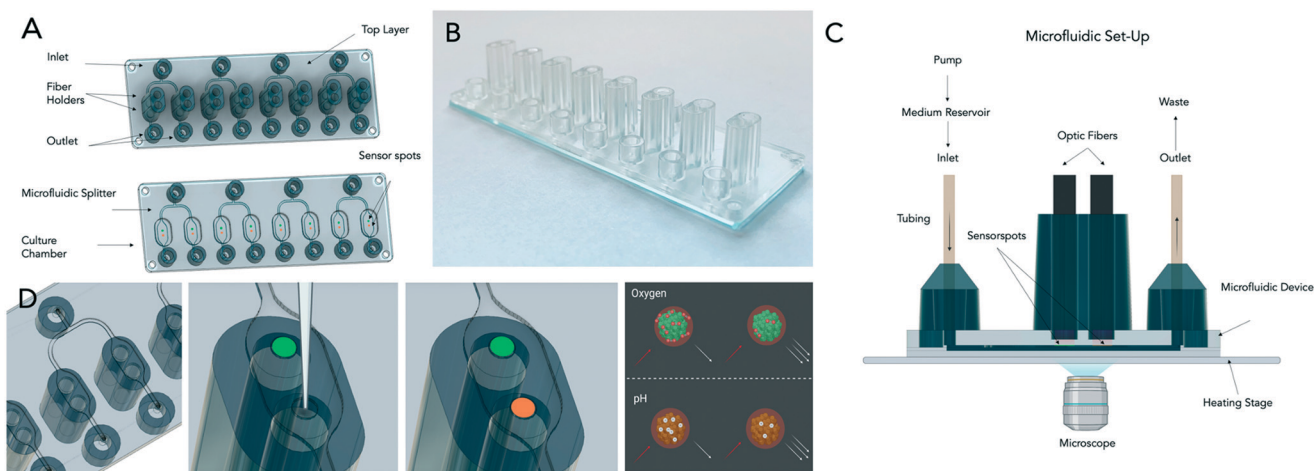 A
Top Layer
Inlet
Fiber
Holders
Outlet
Sensor spots
Microfluidic Splitter
Culture
Chamber
B
C
Microfluidic Set-Up
Pump
Medium Reservoir
Inlet
Optic Fibers
Waste
Outlet
Tubing
Sensorspots
Microfluidic Device
Heating Stage
Microscope
D
Oxygen
pH